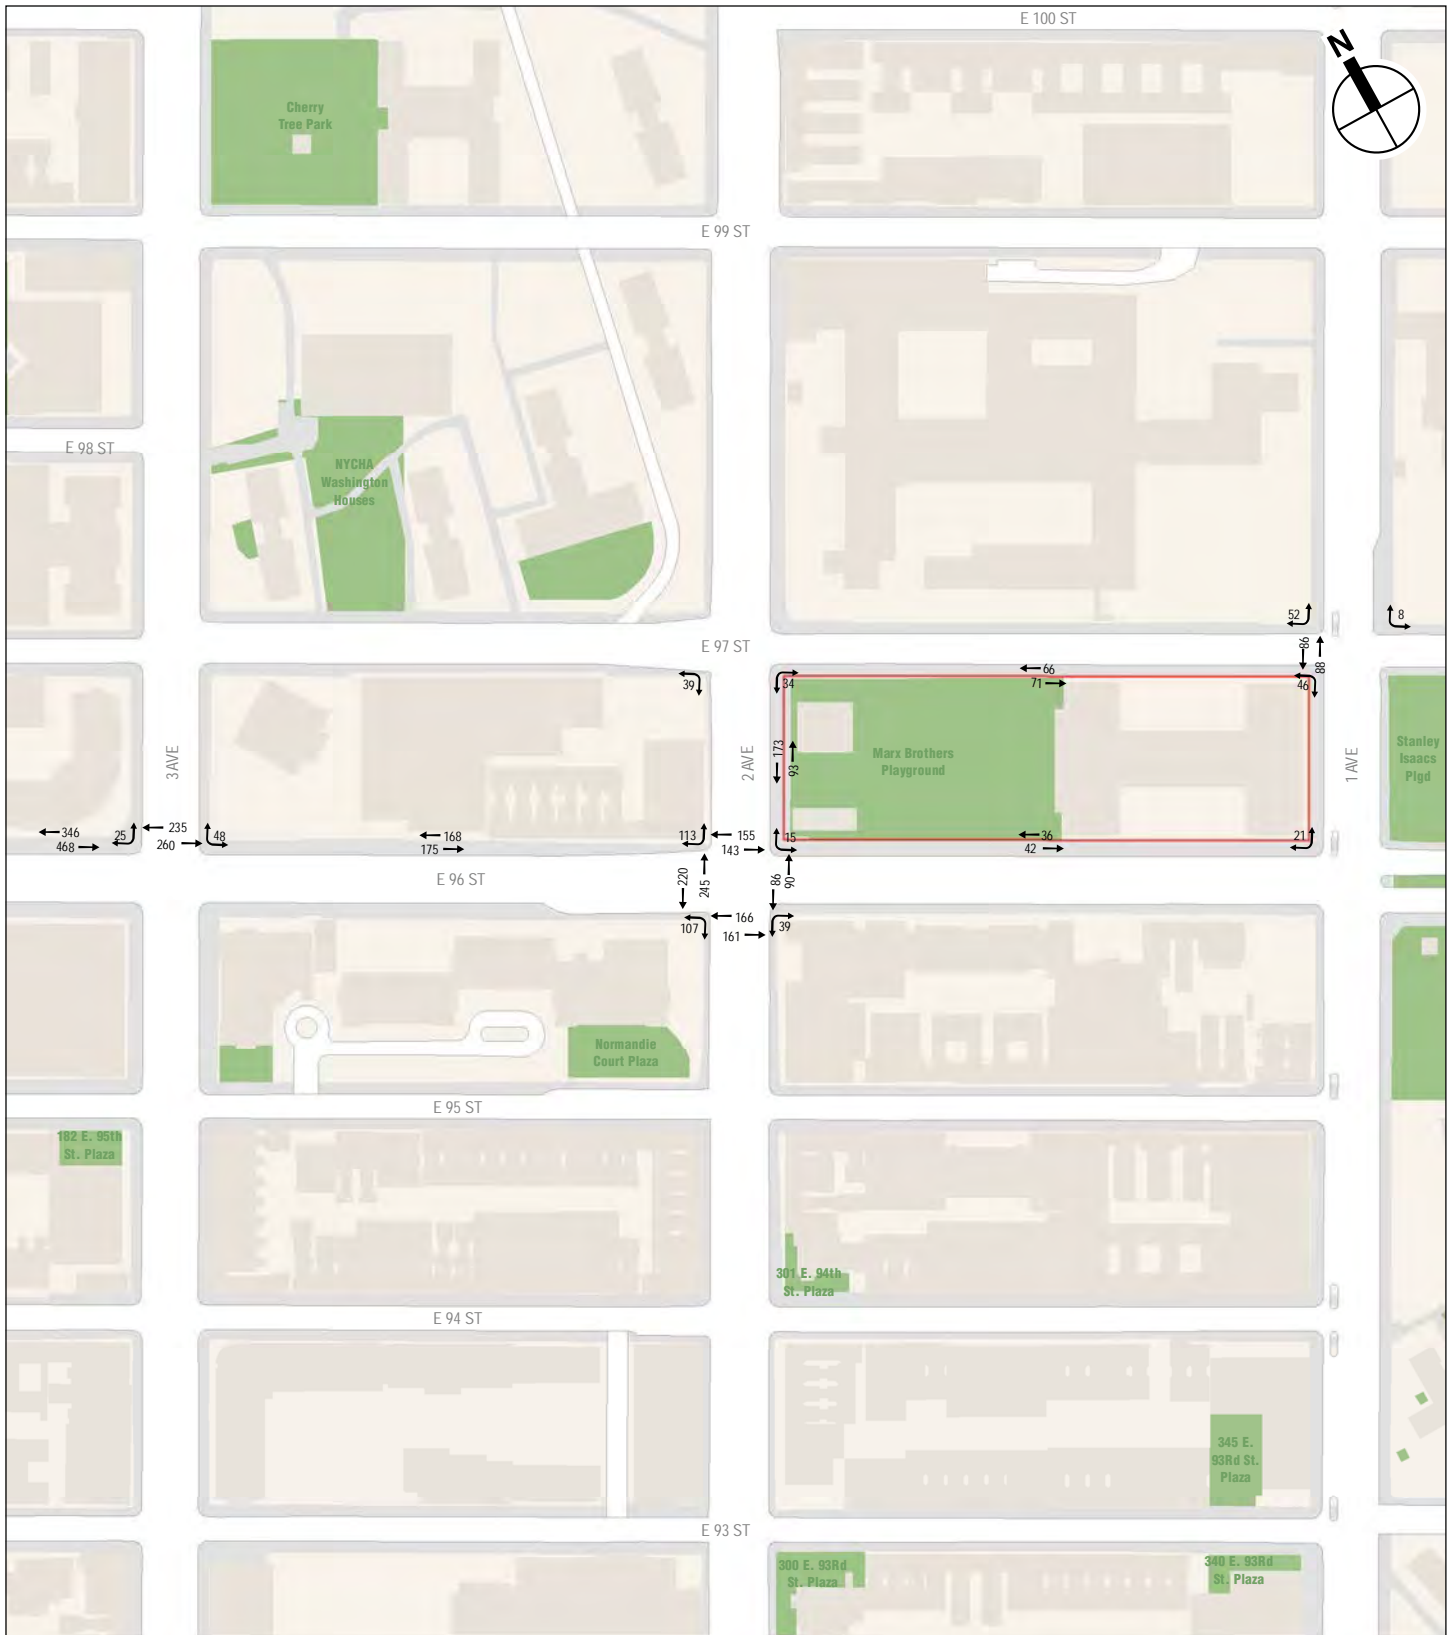 E 100 ST
N
Cherry
Tree Park
E 99 ST
E 98 ST
NYCHA
Washington
Houses
52
8
E 97 ST
86
88
39
34
66
71
46
3 AVE
2 AVE
173
93
Marx Brothers
Playground
1 AVE
Stanley
Isaacs
Plgd
346
468
25
235
260
48
168
175
113
155
143
15
36
42
21
E 96 ST
220
245
86
90
107
166
161
39
Normandie
Court Plaza
E 95 ST
182 E. 95th
St. Plaza
301 E. 94th
St. Plaza
E 94 ST
345 E.
93Rd St.
Plaza
E 93 ST
300 E. 93Rd
St. Plaza
340 E. 93Rd
St. Plaza